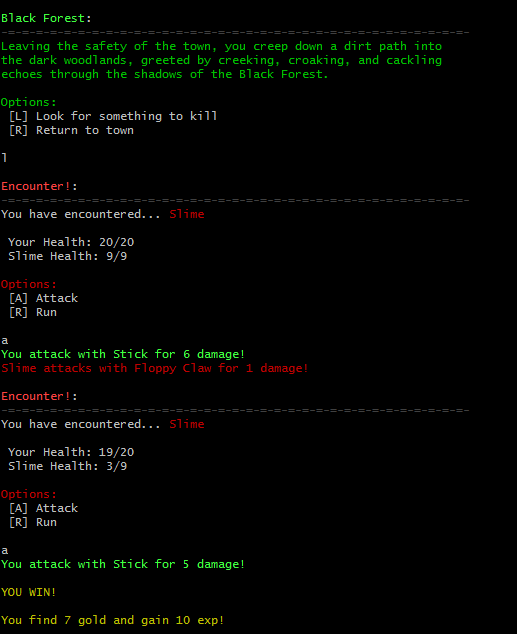 Black Forest:
-=-=-=-=-=-=-=-=-=-=-=-=-=-=-=-=-=-=-=-=-=-=-=-=-=-=-=-=-=-=-=-=-=-
Leaving the safety of the town, you creep down a dirt path into
the dark woodlands, greeted by creeking, croaking, and cackling
echoes through the shadows of the Black Forest.
Options:
[L] Look for something to kill
[R] Return to town
l
Encounter!:
-=-=-=-=-=-=-=-=-=-=-=-=-=-=-=-=-=-=-=-=-=-=-=-=-=-=-=-=-=-=-=-=-=-
You have encountered... Slime
Your Health: 20/20
Slime Health: 9/9
Options:
[A] Attack
[R] Run
a
You attack with Stick for 6 damage!
Slime attacks with Floppy Claw for 1 damage!
Encounter!:
-=-=-=-=-=-=-=-=-=-=-=-=-=-=-=-=-=-=-=-=-=-=-=-=-=-=-=-=-=-=-=-=-=-
You have encountered... Slime
Your Health: 19/20
Slime Health: 3/9
Options:
[A] Attack
[R] Run
a
You attack with Stick for 5 damage!
YOU WIN!
You find 7 gold and gain 10 exp!